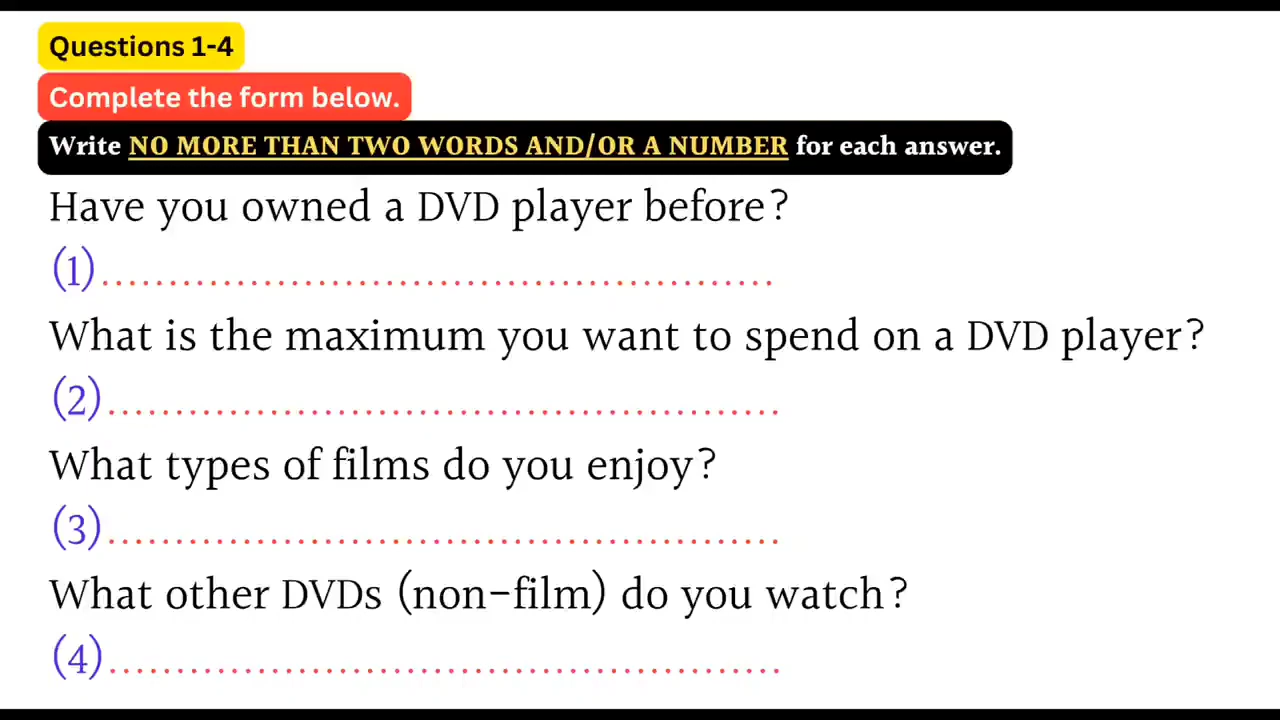 Questions 1-4
Complete the form below.
Write NO MORE THAN TWO WORDS AND/OR A NUMBER for each answer.
Have you owned a DVD player before?
(1)..................................................
What is the maximum you want to spend on a DVD player?
(2)..................................................
What types of films do you enjoy?
(3)..................................................
What other DVDs (non-film) do you watch?
(4)..................................................